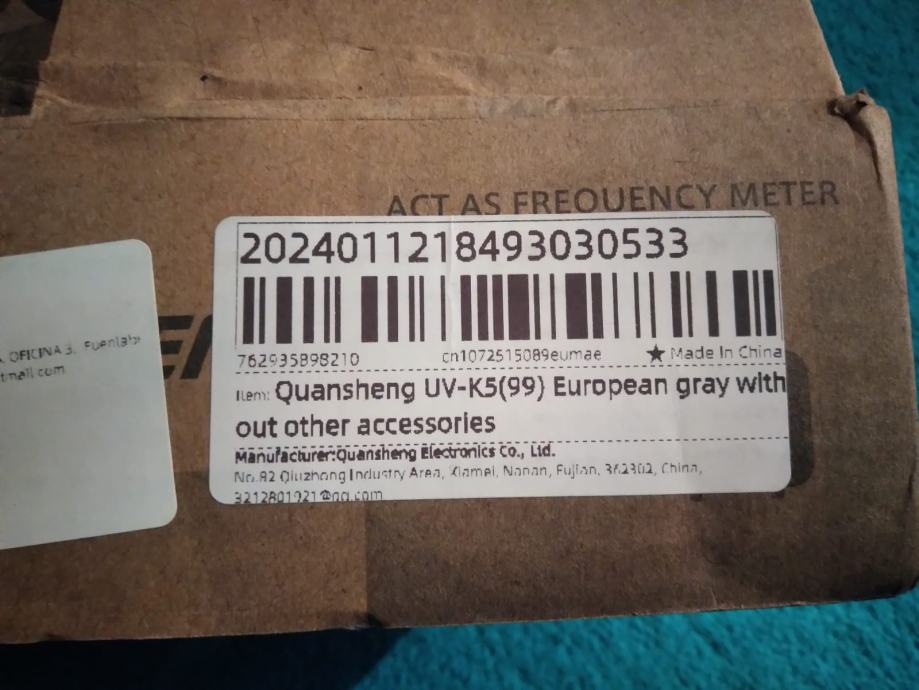 ACT AS FREQUENCY METER
20240112218493030533
762935898210 cn1072515089eumae ★ Made In China
Item: Quansheng UV-K5(99) European gray with
out other accessories
Manufacturer:Quansheng Electronics Co., Ltd.
No.82 Qiuzhong Industry Area, Xiamei, Nanan, Fujian, 362302, China,
3212801921@qq.com
OFICINA 3. Fuenlabr
tmail.com